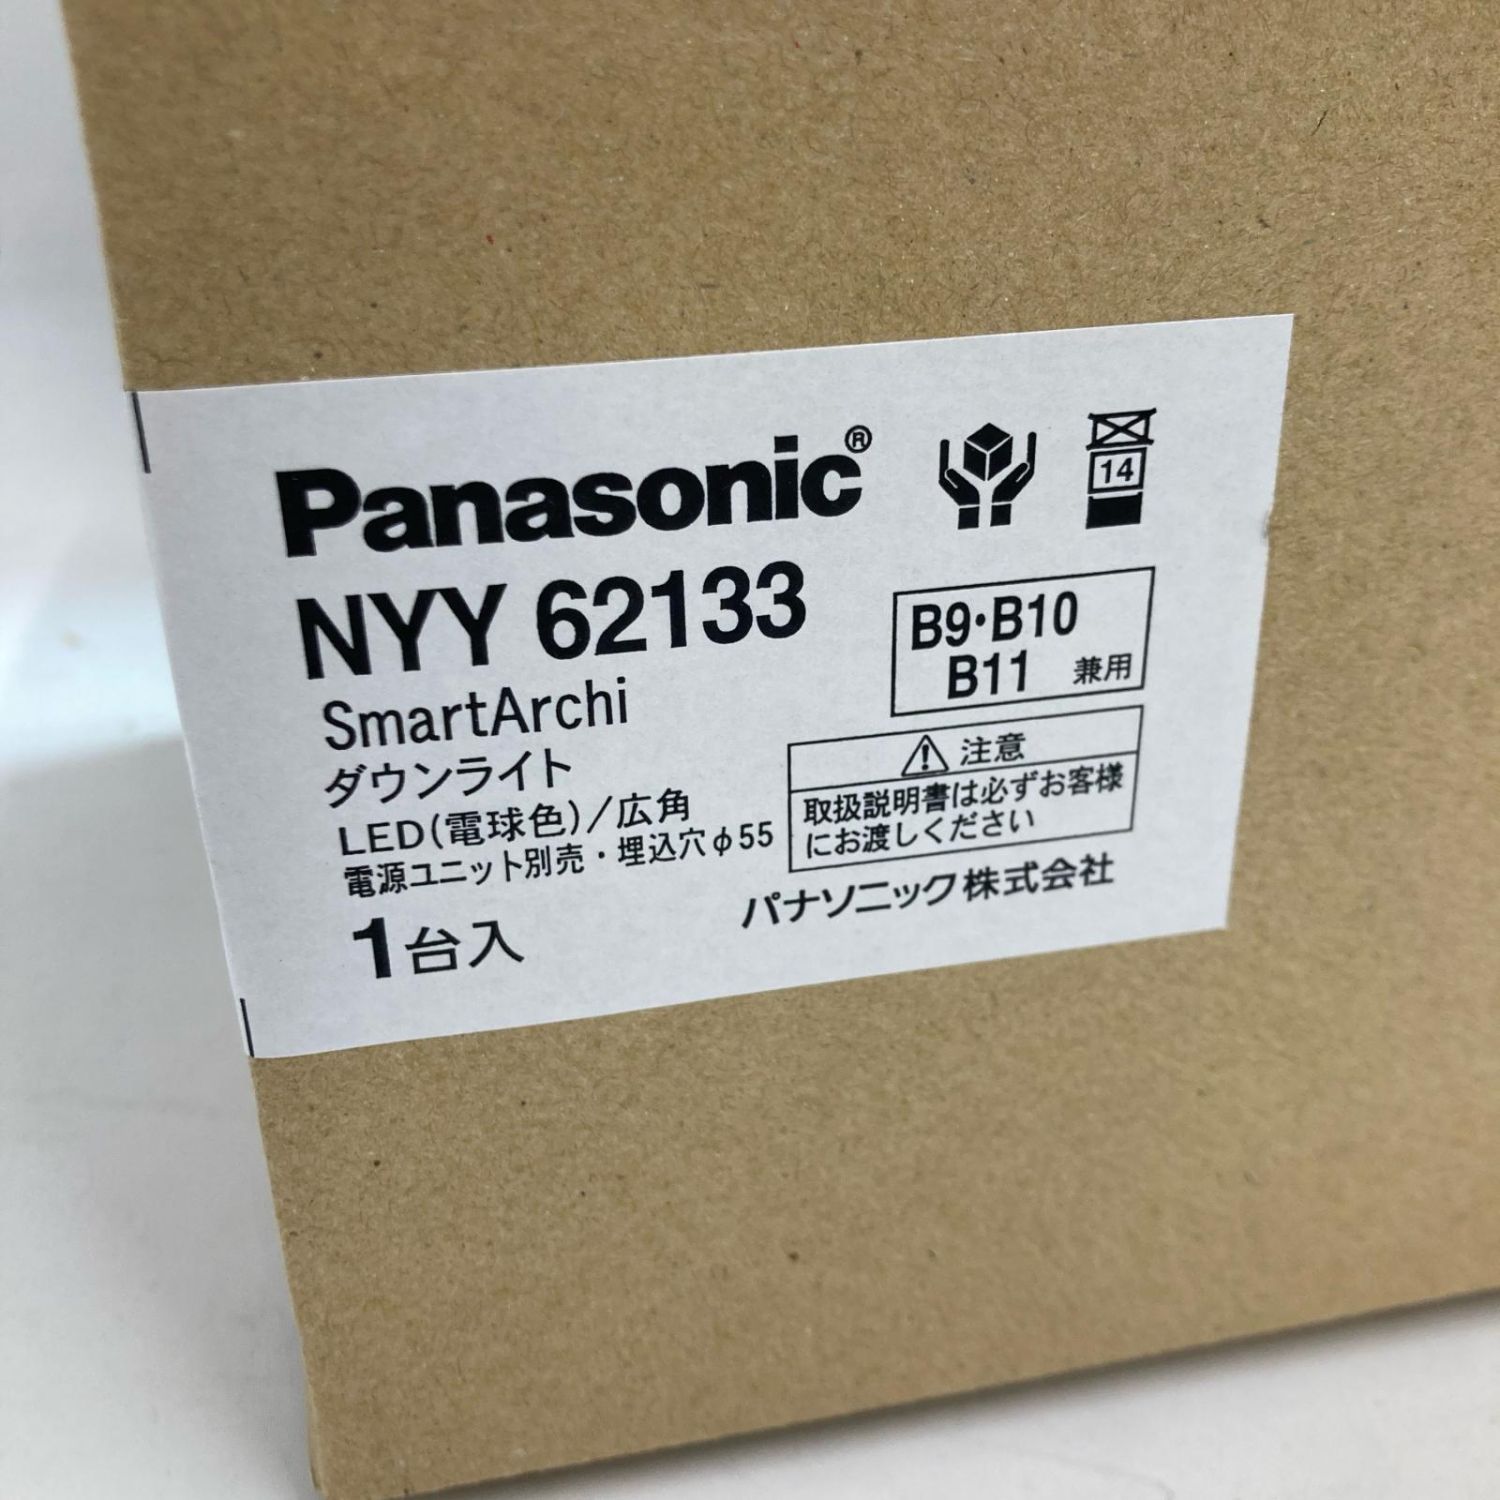 Panasonic®
NYY 62133
SmartArchi
ダウンライト
LED(電球色)/広角
電源ユニット別売・埋込穴φ55
1台入
14
B9・B10
B11 兼用
注意
取扱説明書は必ずお客様
にお渡しください
パナソニック株式会社